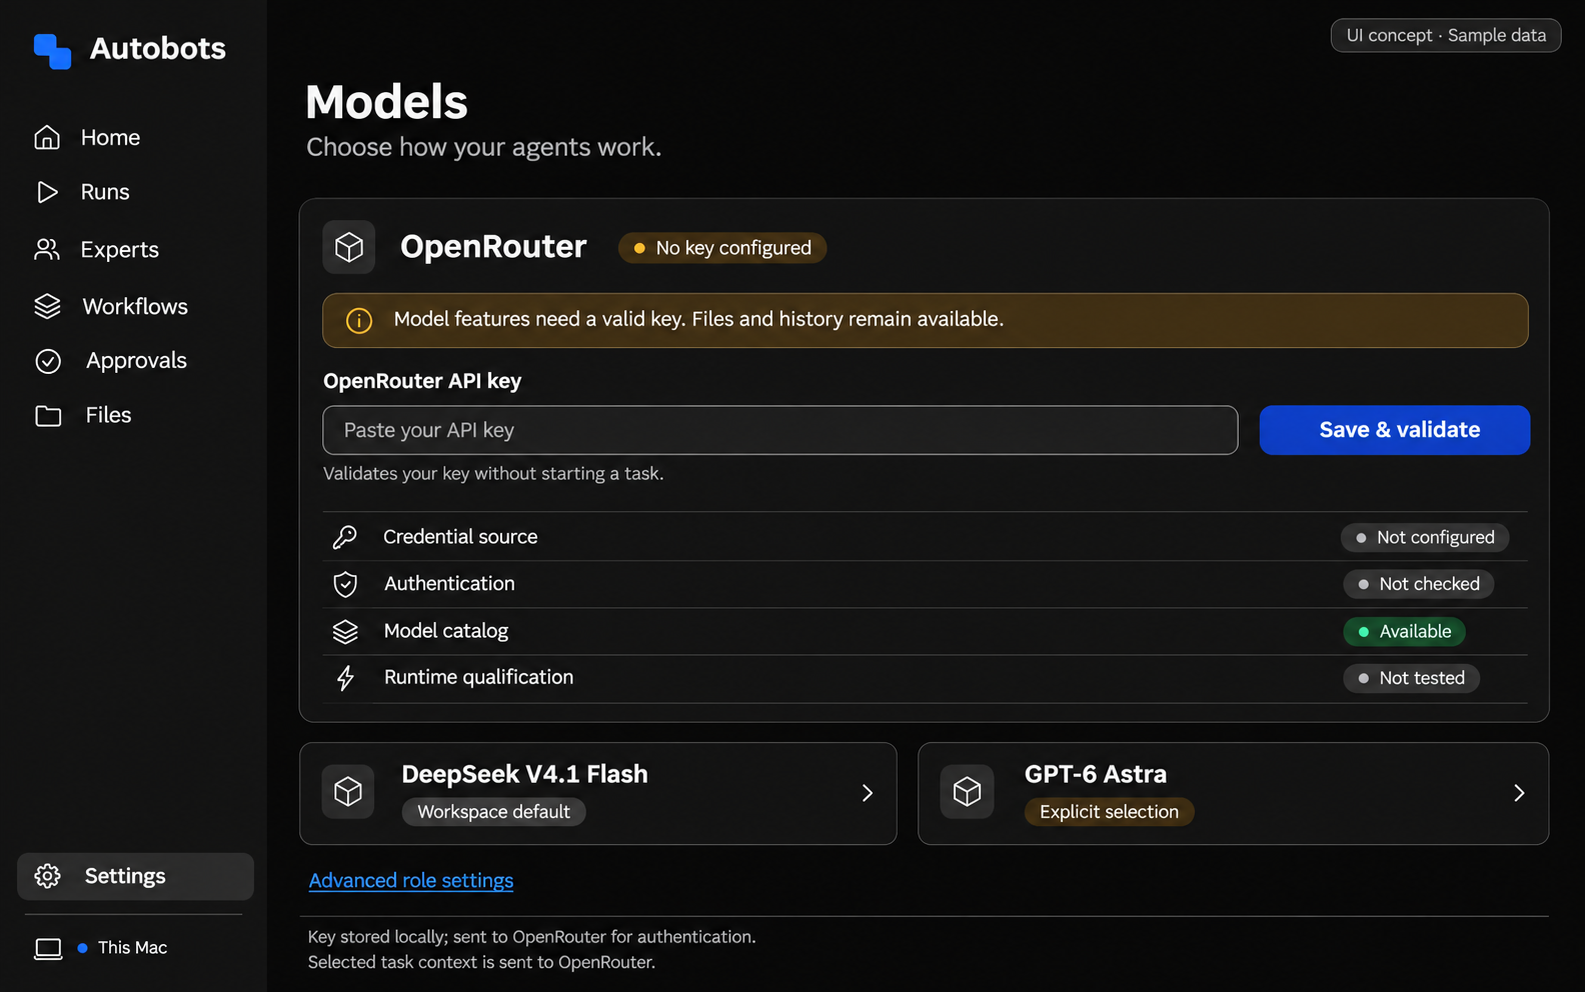 Autobots
UI concept · Sample data
Home
Runs
Experts
Workflows
Approvals
Files
Settings
This Mac
Models
Choose how your agents work.
OpenRouter
No key configured
Model features need a valid key. Files and history remain available.
OpenRouter API key
Paste your API key
Save & validate
Validates your key without starting a task.
Credential source
Not configured
Authentication
Not checked
Model catalog
Available
Runtime qualification
Not tested
DeepSeek V4.1 Flash
Workspace default
GPT-6 Astra
Explicit selection
Advanced role settings
Key stored locally; sent to OpenRouter for authentication.
Selected task context is sent to OpenRouter.